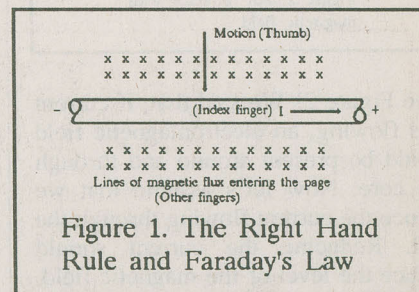 Motion (Thumb)
x x x x x x x x x x x x
x x x x x x x x x x x x
- (Index finger) I +
x x x x x x x x x x x x
x x x x x x x x x x x x
Lines of magnetic flux entering the page
(Other fingers)
Figure 1. The Right Hand
Rule and Faraday's Law